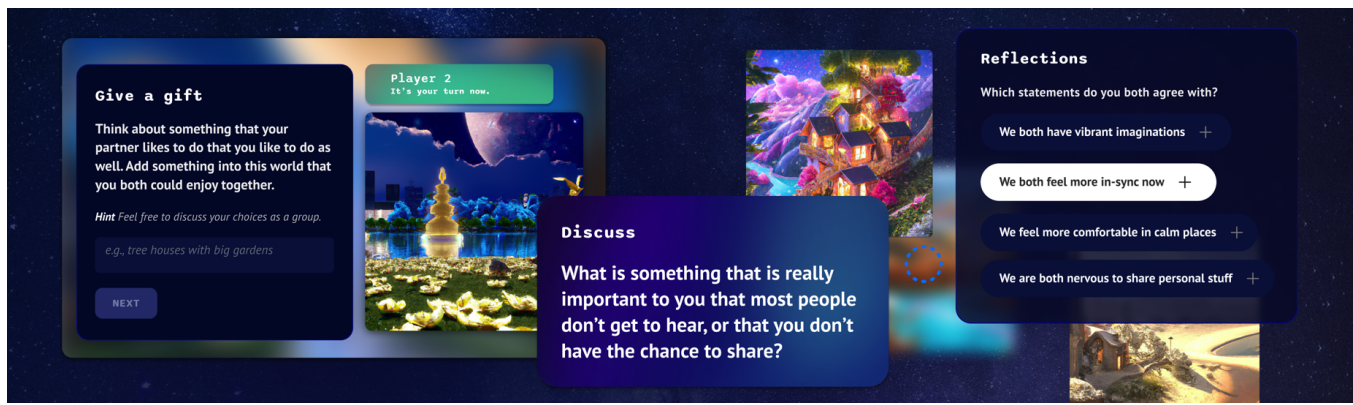 Give a gift
Think about something that your
partner likes to do that you like to do as
well. Add something into this world that
you both could enjoy together.
Hint Feel free to discuss your choices as a group.
e.g., tree houses with big gardens
NEXT
Player 2
It's your turn now.
Discuss
What is something that is really
important to you that most people
don’t get to hear, or that you don’t
have the chance to share?
Reflections
Which statements do you both agree with?
We both have vibrant imaginations
We both feel more in-sync now
We feel more comfortable in calm places
We are both nervous to share personal stuff